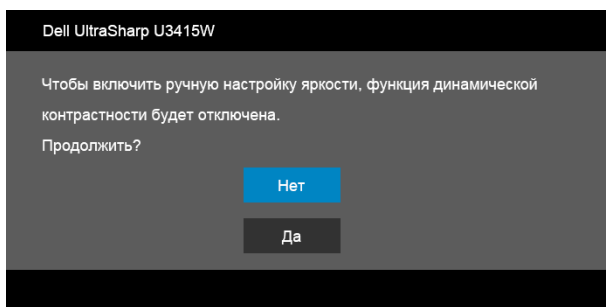 Dell UltraSharp U3415W
Чтобы включить ручную настройку яркости, функция динамической
контрастности будет отключена.
Продолжить?
Нет
Да